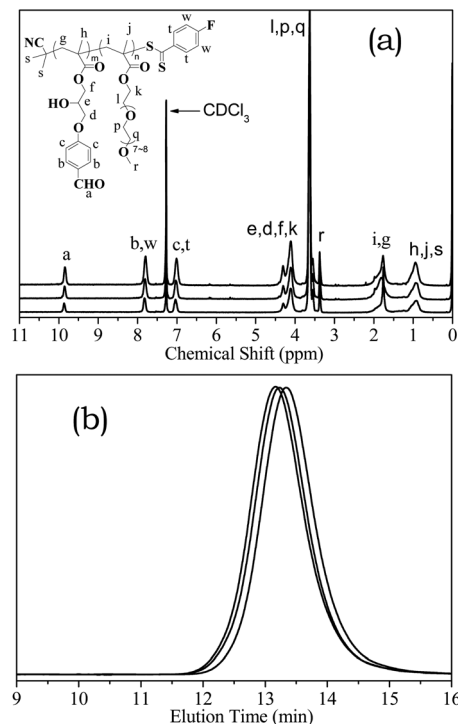 (a)
l,p,q
CDCl3
NC
g
h
i
j
S
S
F
w
w
t
t
s
s
m
n
O
O
O
O
f
k
HO
e
l
d
O
p
O
q
c
c
O
7~8
r
b
b
CHO
a
a
b,w
c,t
e,d,f,k
r
i,g
h,j,s
11 10 9 8 7 6 5 4 3 2 1 0
Chemical Shift (ppm)
(b)
9 10 11 12 13 14 15 16
Elution Time (min)